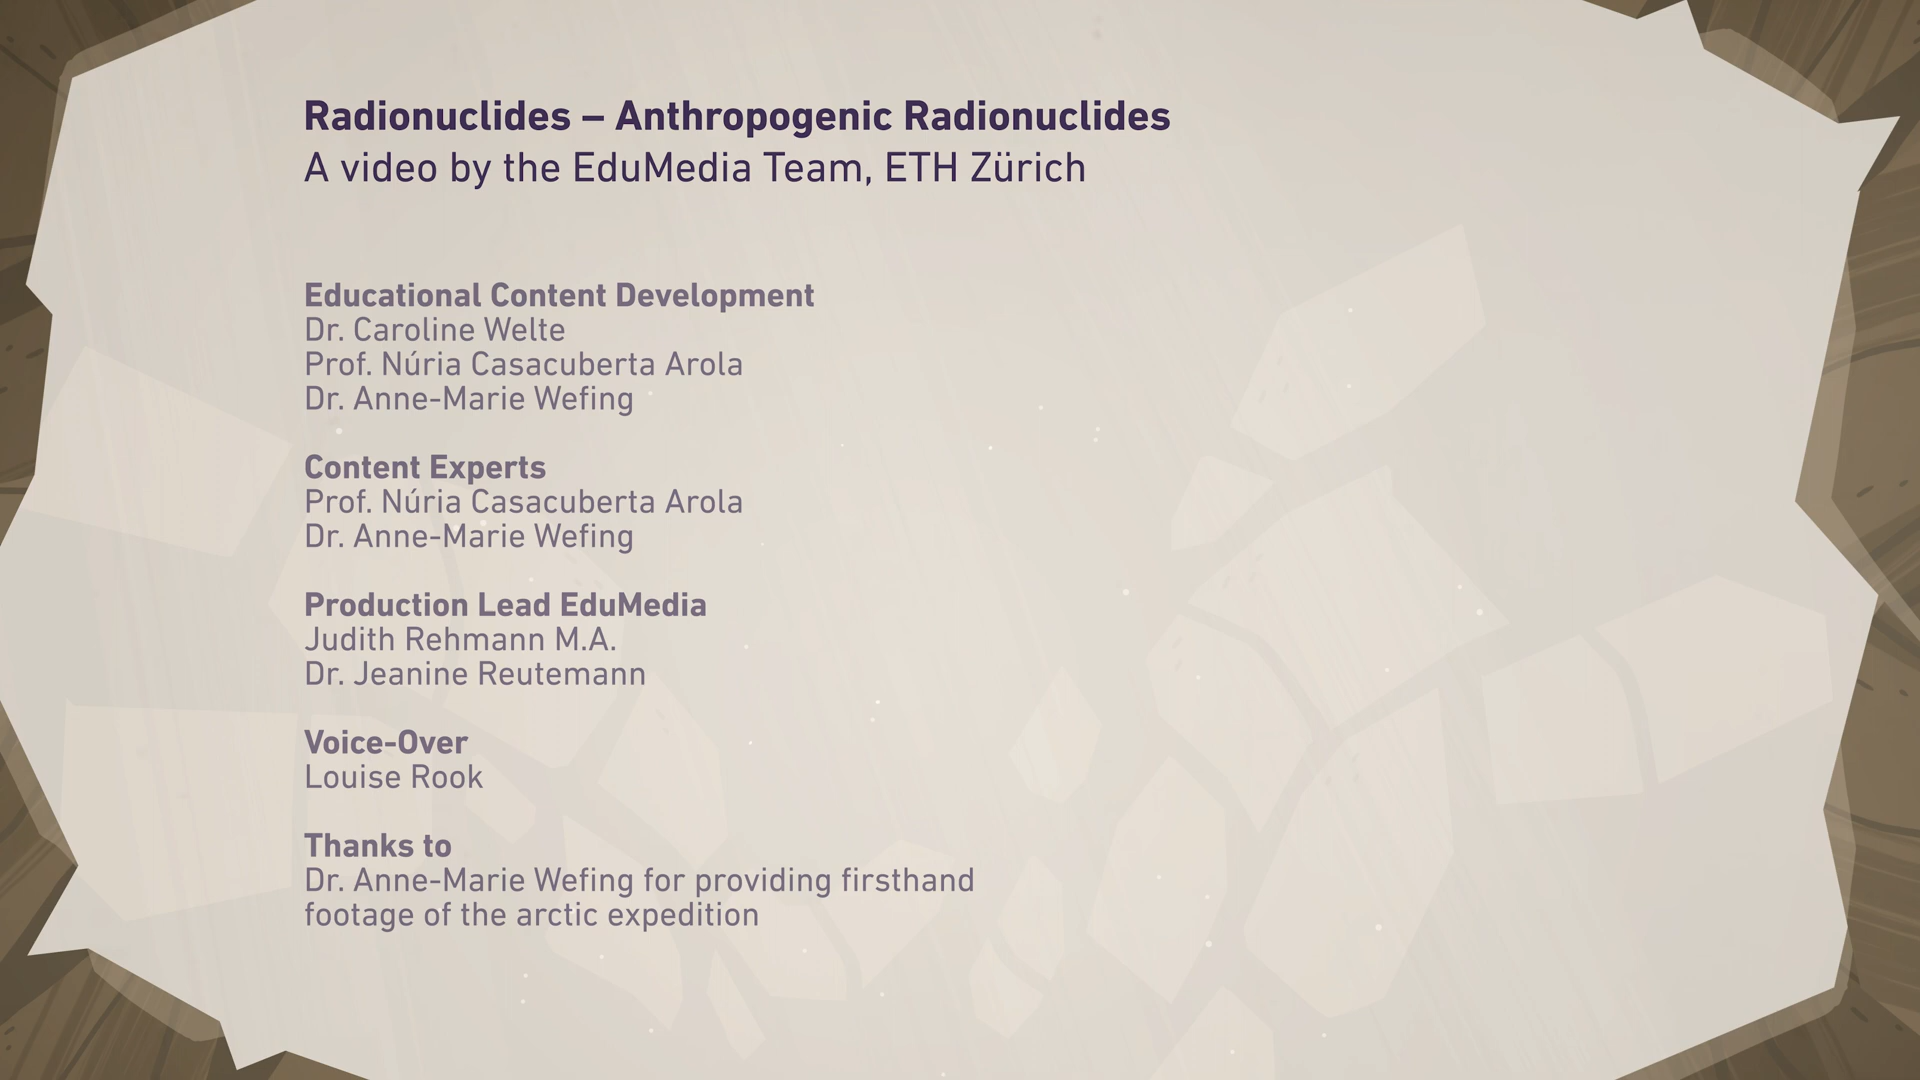 Radionuclides – Anthropogenic Radionuclides
A video by the EduMedia Team, ETH Zürich
Educational Content Development
Dr. Caroline Welte
Prof. Núria Casacuberta Arola
Dr. Anne-Marie Wefing
Content Experts
Prof. Núria Casacuberta Arola
Dr. Anne-Marie Wefing
Production Lead EduMedia
Judith Rehmann M.A.
Dr. Jeanine Reutemann
Voice-Over
Louise Rook
Thanks to
Dr. Anne-Marie Wefing for providing firsthand
footage of the arctic expedition